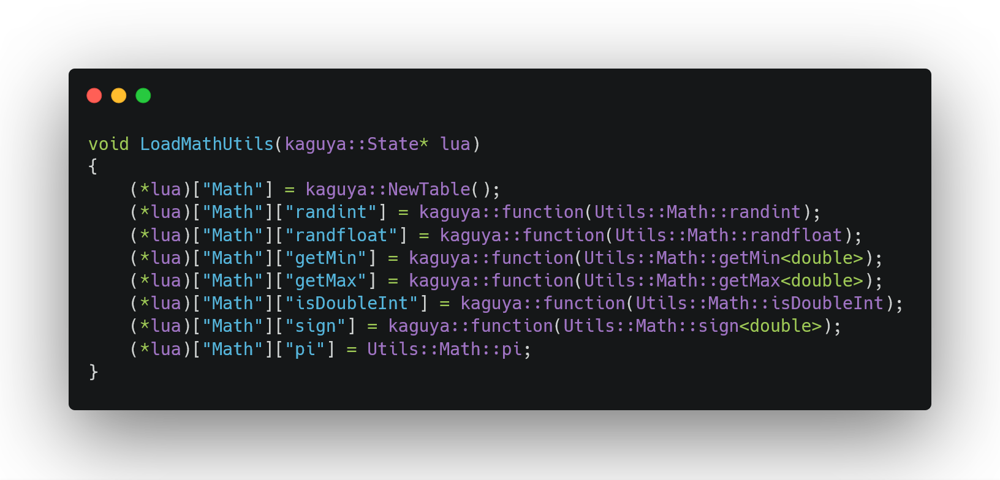 void LoadMathUtils(kaguya::State* lua)
{
    (*lua)["Math"] = kaguya::NewTable();
    (*lua)["Math"]["randint"] = kaguya::function(Utils::Math::randint);
    (*lua)["Math"]["randfloat"] = kaguya::function(Utils::Math::randfloat);
    (*lua)["Math"]["getMin"] = kaguya::function(Utils::Math::getMin<double>);
    (*lua)["Math"]["getMax"] = kaguya::function(Utils::Math::getMax<double>);
    (*lua)["Math"]["isDoubleInt"] = kaguya::function(Utils::Math::isDoubleInt);
    (*lua)["Math"]["sign"] = kaguya::function(Utils::Math::sign<double>);
    (*lua)["Math"]["pi"] = Utils::Math::pi;
}